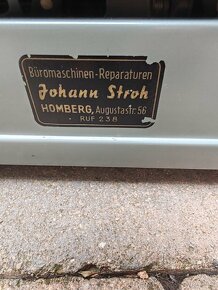 Büromaschinen-Reparaturen
Johann Stroh
HOMBERG, Augustastr. 56
RUF 238